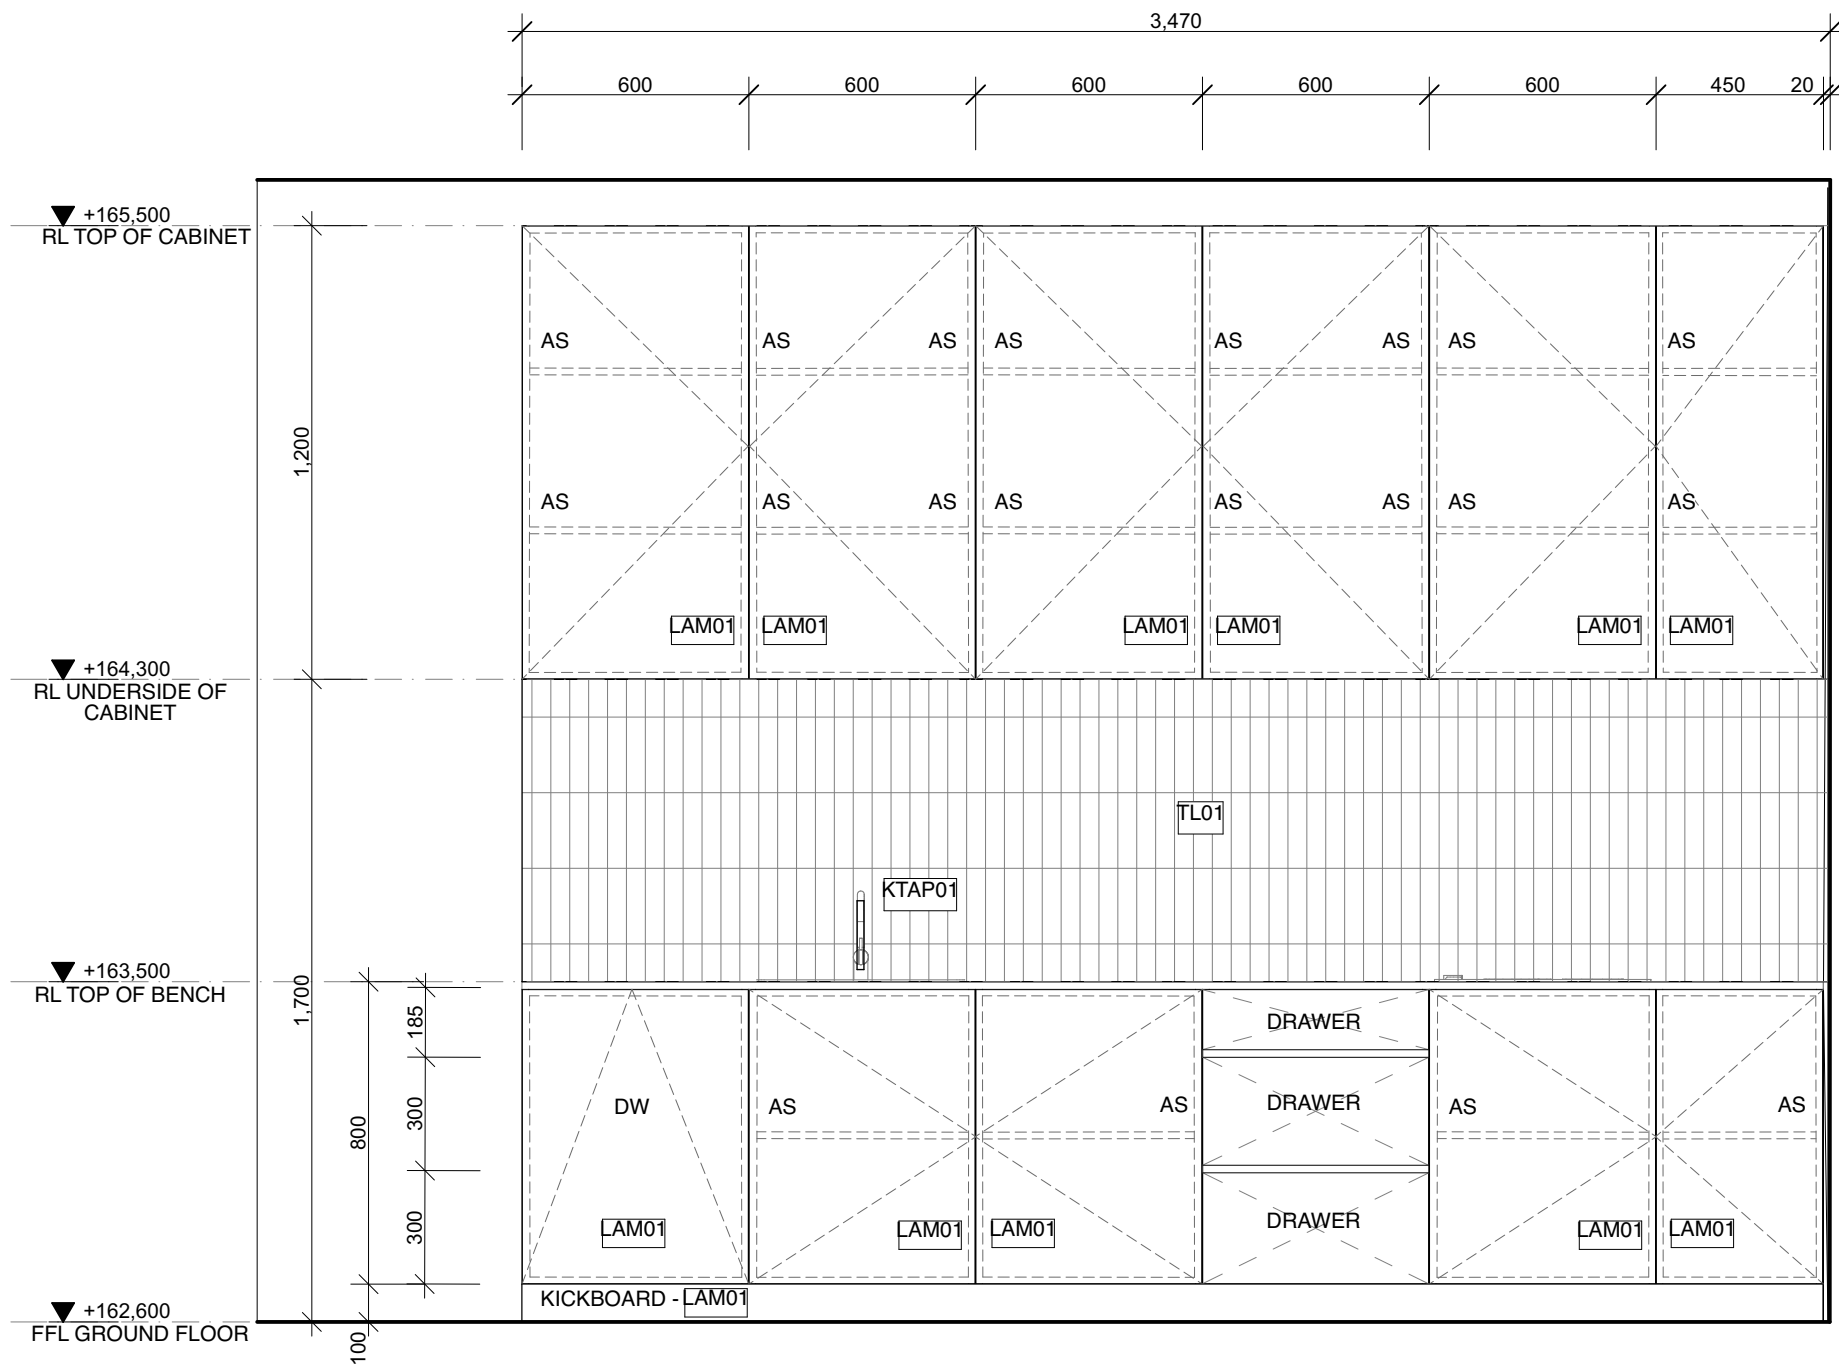 3,470
600 600 600 600 600 450 20
+165,500
RL TOP OF CABINET
AS AS AS AS AS AS AS AS
1,200
AS AS AS AS AS AS AS AS
LAM01 LAM01 LAM01 LAM01 LAM01 LAM01
+164,300
RL UNDERSIDE OF
CABINET
TL01
KTAP01
+163,500
RL TOP OF BENCH
1,700
185
DRAWER
800
300
DW AS AS DRAWER AS AS
300
LAM01 LAM01 LAM01 DRAWER LAM01 LAM01
KICKBOARD - LAM01
+162,600
FFL GROUND FLOOR
100